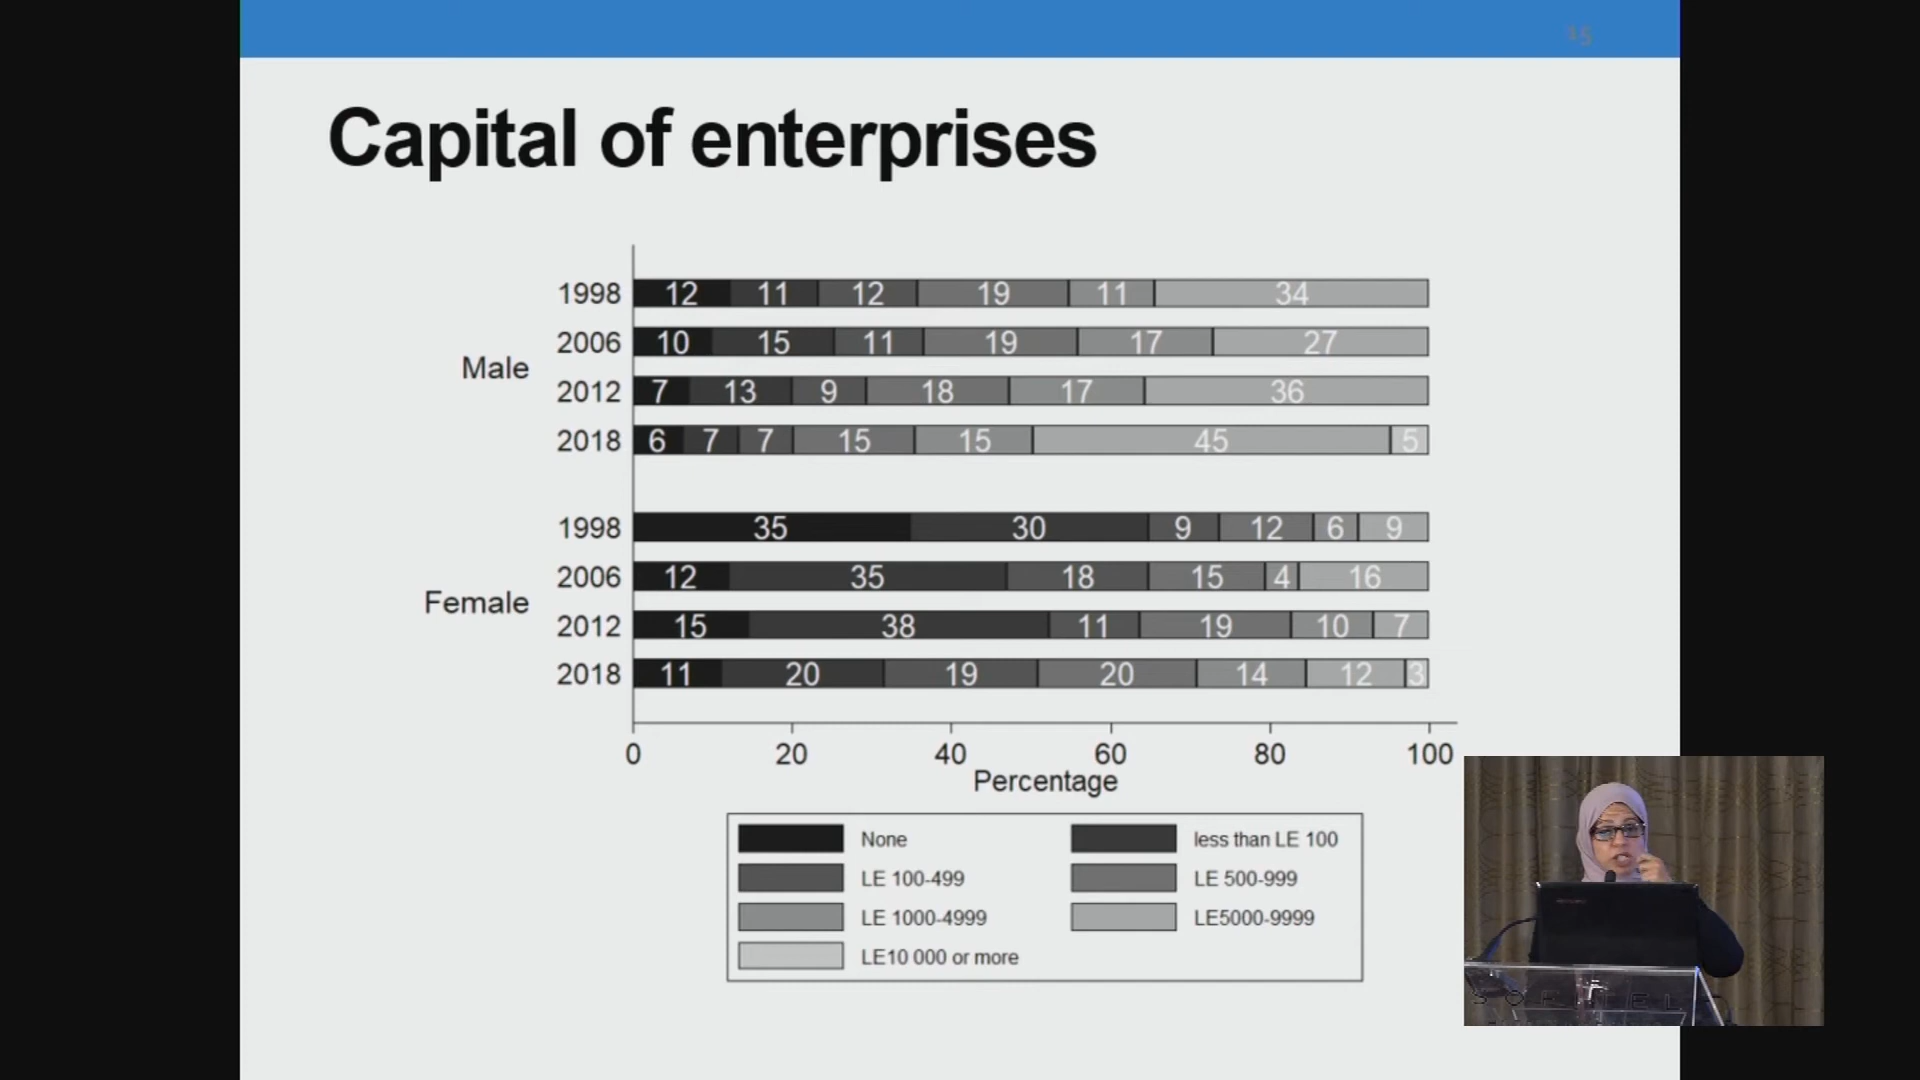 15
Capital of enterprises
Male
1998 12 11 12 19 11 34
2006 10 15 11 19 17 27
2012 7 13 9 18 17 36
2018 6 7 7 15 15 45 5
Female
1998 35 30 9 12 6 9
2006 12 35 18 15 4 16
2012 15 38 11 19 10 7
2018 11 20 19 20 14 12 3
0 20 40 60 80 100
Percentage
None less than LE 100
LE 100-499 LE 500-999
LE 1000-4999 LE5000-9999
LE10 000 or more
SOFITEL